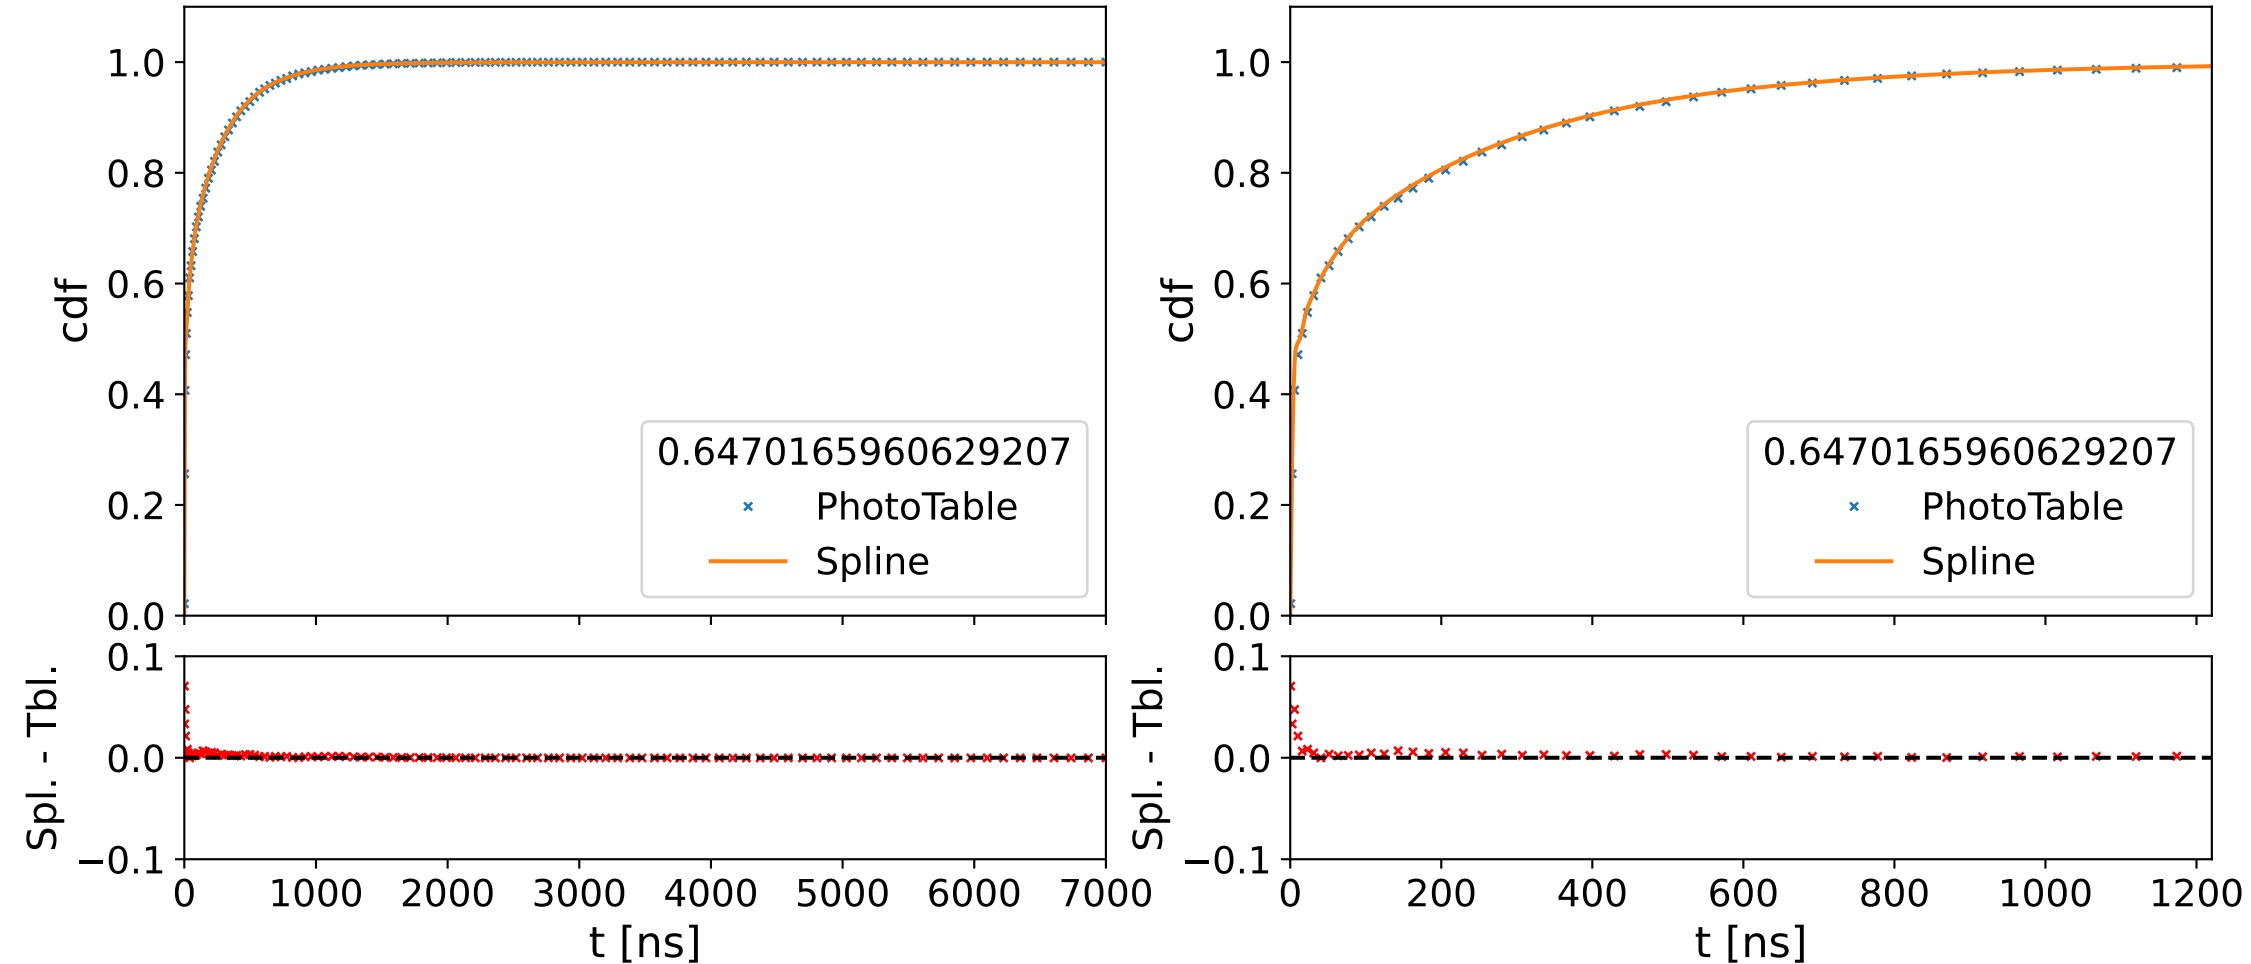 1.0
0.8
0.6
0.4
0.2
0.0
cdf
0.6470165960629207
PhotoTable
Spline
0.1
0.0
−0.1
Spl. - Tbl.
0 1000 2000 3000 4000 5000 6000 7000
t [ns]
1.0
0.8
0.6
0.4
0.2
0.0
cdf
0.6470165960629207
PhotoTable
Spline
0.1
0.0
−0.1
Spl. - Tbl.
0 200 400 600 800 1000 1200
t [ns]